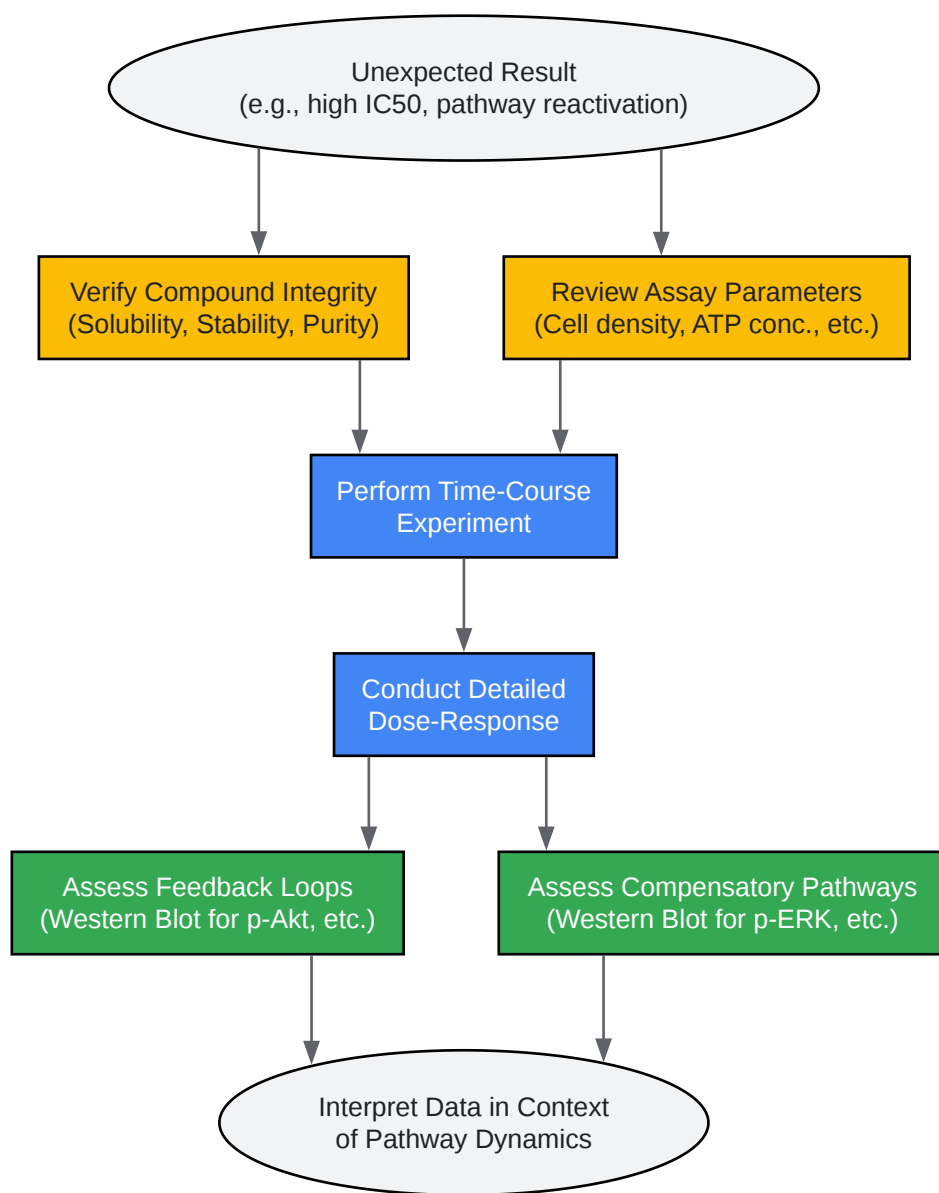 Unexpected Result
(e.g., high IC50, pathway reactivation)
Verify Compound Integrity
(Solubility, Stability, Purity)
Review Assay Parameters
(Cell density, ATP conc., etc.)
Perform Time-Course
Experiment
Conduct Detailed
Dose-Response
Assess Feedback Loops
(Western Blot for p-Akt, etc.)
Assess Compensatory Pathways
(Western Blot for p-ERK, etc.)
Interpret Data in Context
of Pathway Dynamics